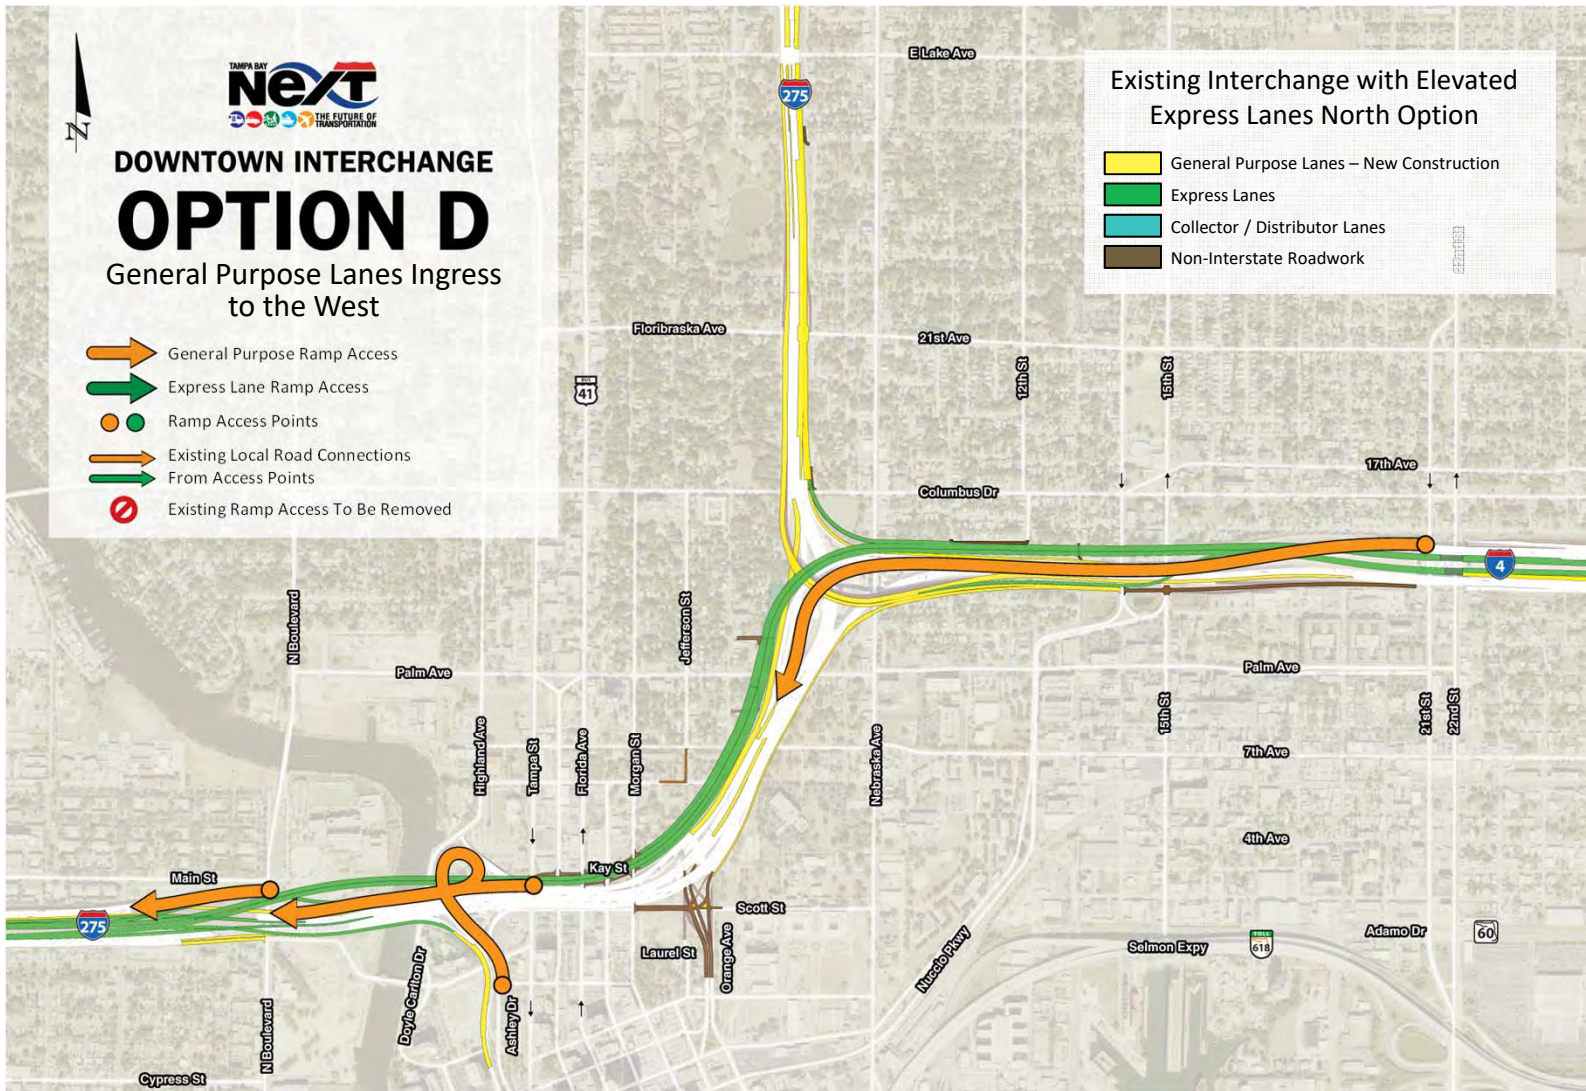 N
TAMPA BAY
NeXT
THE FUTURE OF
TRANSPORTATION
DOWNTOWN INTERCHANGE
OPTION D
General Purpose Lanes Ingress
to the West
General Purpose Ramp Access
Express Lane Ramp Access
Ramp Access Points
Existing Local Road Connections
From Access Points
Existing Ramp Access To Be Removed
Existing Interchange with Elevated
Express Lanes North Option
General Purpose Lanes – New Construction
Express Lanes
Collector / Distributor Lanes
Non-Interstate Roadwork
E Lake Ave
275
Floribraska Ave
21st Ave
12th St
15th St
41
17th Ave
Columbus Dr
4
N Boulevard
Jefferson St
Palm Ave
Palm Ave
15th St
21st St
22nd St
Highland Ave
Tampa St
Florida Ave
Morgan St
Nebraska Ave
7th Ave
4th Ave
Kay St
Main St
275
Scott St
Laurel St
Orange Ave
Nuccio Pkwy
Selmon Expy
TOLL
618
Adamo Dr
60
Doyle Carlton Dr
Ashley Dr
N Boulevard
Cypress St